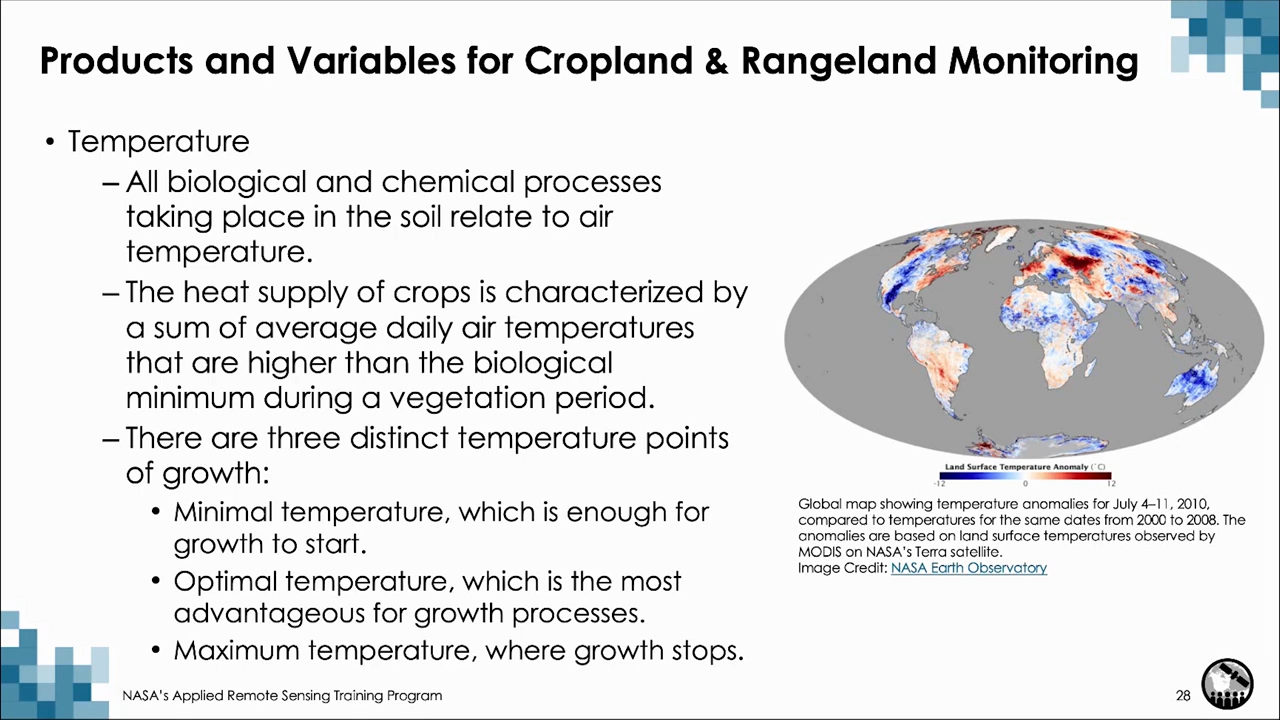 Products and Variables for Cropland & Rangeland Monitoring
• Temperature
– All biological and chemical processes
taking place in the soil relate to air
temperature.
– The heat supply of crops is characterized by
a sum of average daily air temperatures
that are higher than the biological
minimum during a vegetation period.
– There are three distinct temperature points
of growth:
• Minimal temperature, which is enough for
growth to start.
• Optimal temperature, which is the most
advantageous for growth processes.
• Maximum temperature, where growth stops.
Land Surface Temperature Anomaly (˚C)
-12 0 12
Global map showing temperature anomalies for July 4–11, 2010,
compared to temperatures for the same dates from 2000 to 2008. The
anomalies are based on land surface temperatures observed by
MODIS on NASA's Terra satellite.
Image Credit: NASA Earth Observatory
NASA's Applied Remote Sensing Training Program
28